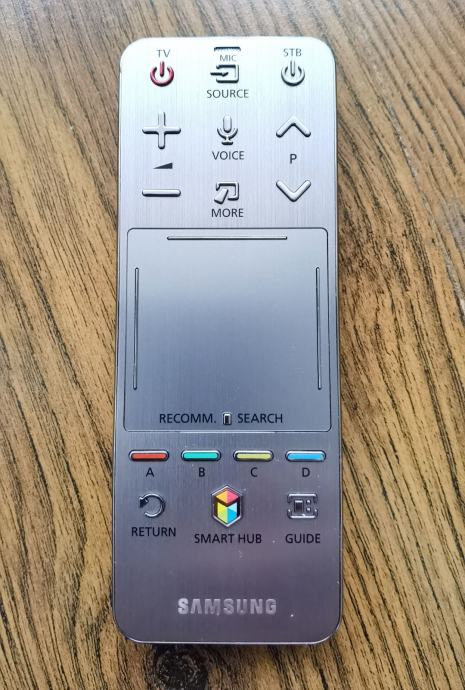 TV
MIC
STB
SOURCE
VOICE
P
MORE
RECOMM. SEARCH
A B C D
RETURN SMART HUB GUIDE
SAMSUNG